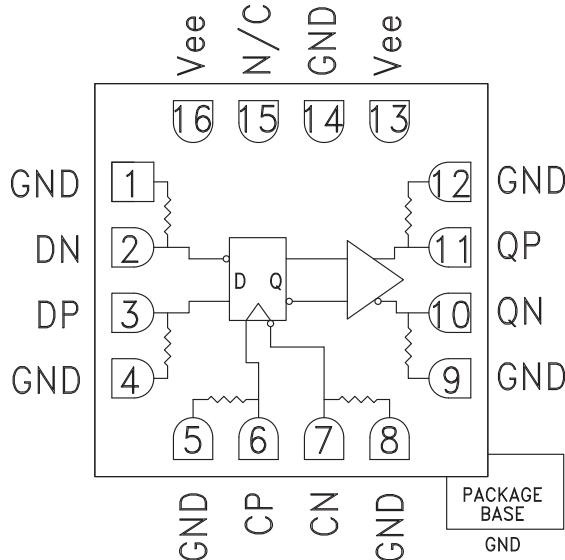 Vee
N/C
GND
Vee
16
15
14
13
GND
1
12
GND
DN
2
11
QP
D
Q
DP
3
10
QN
GND
4
9
GND
5
6
7
8
GND
CP
CN
GND
PACKAGE
BASE
GND